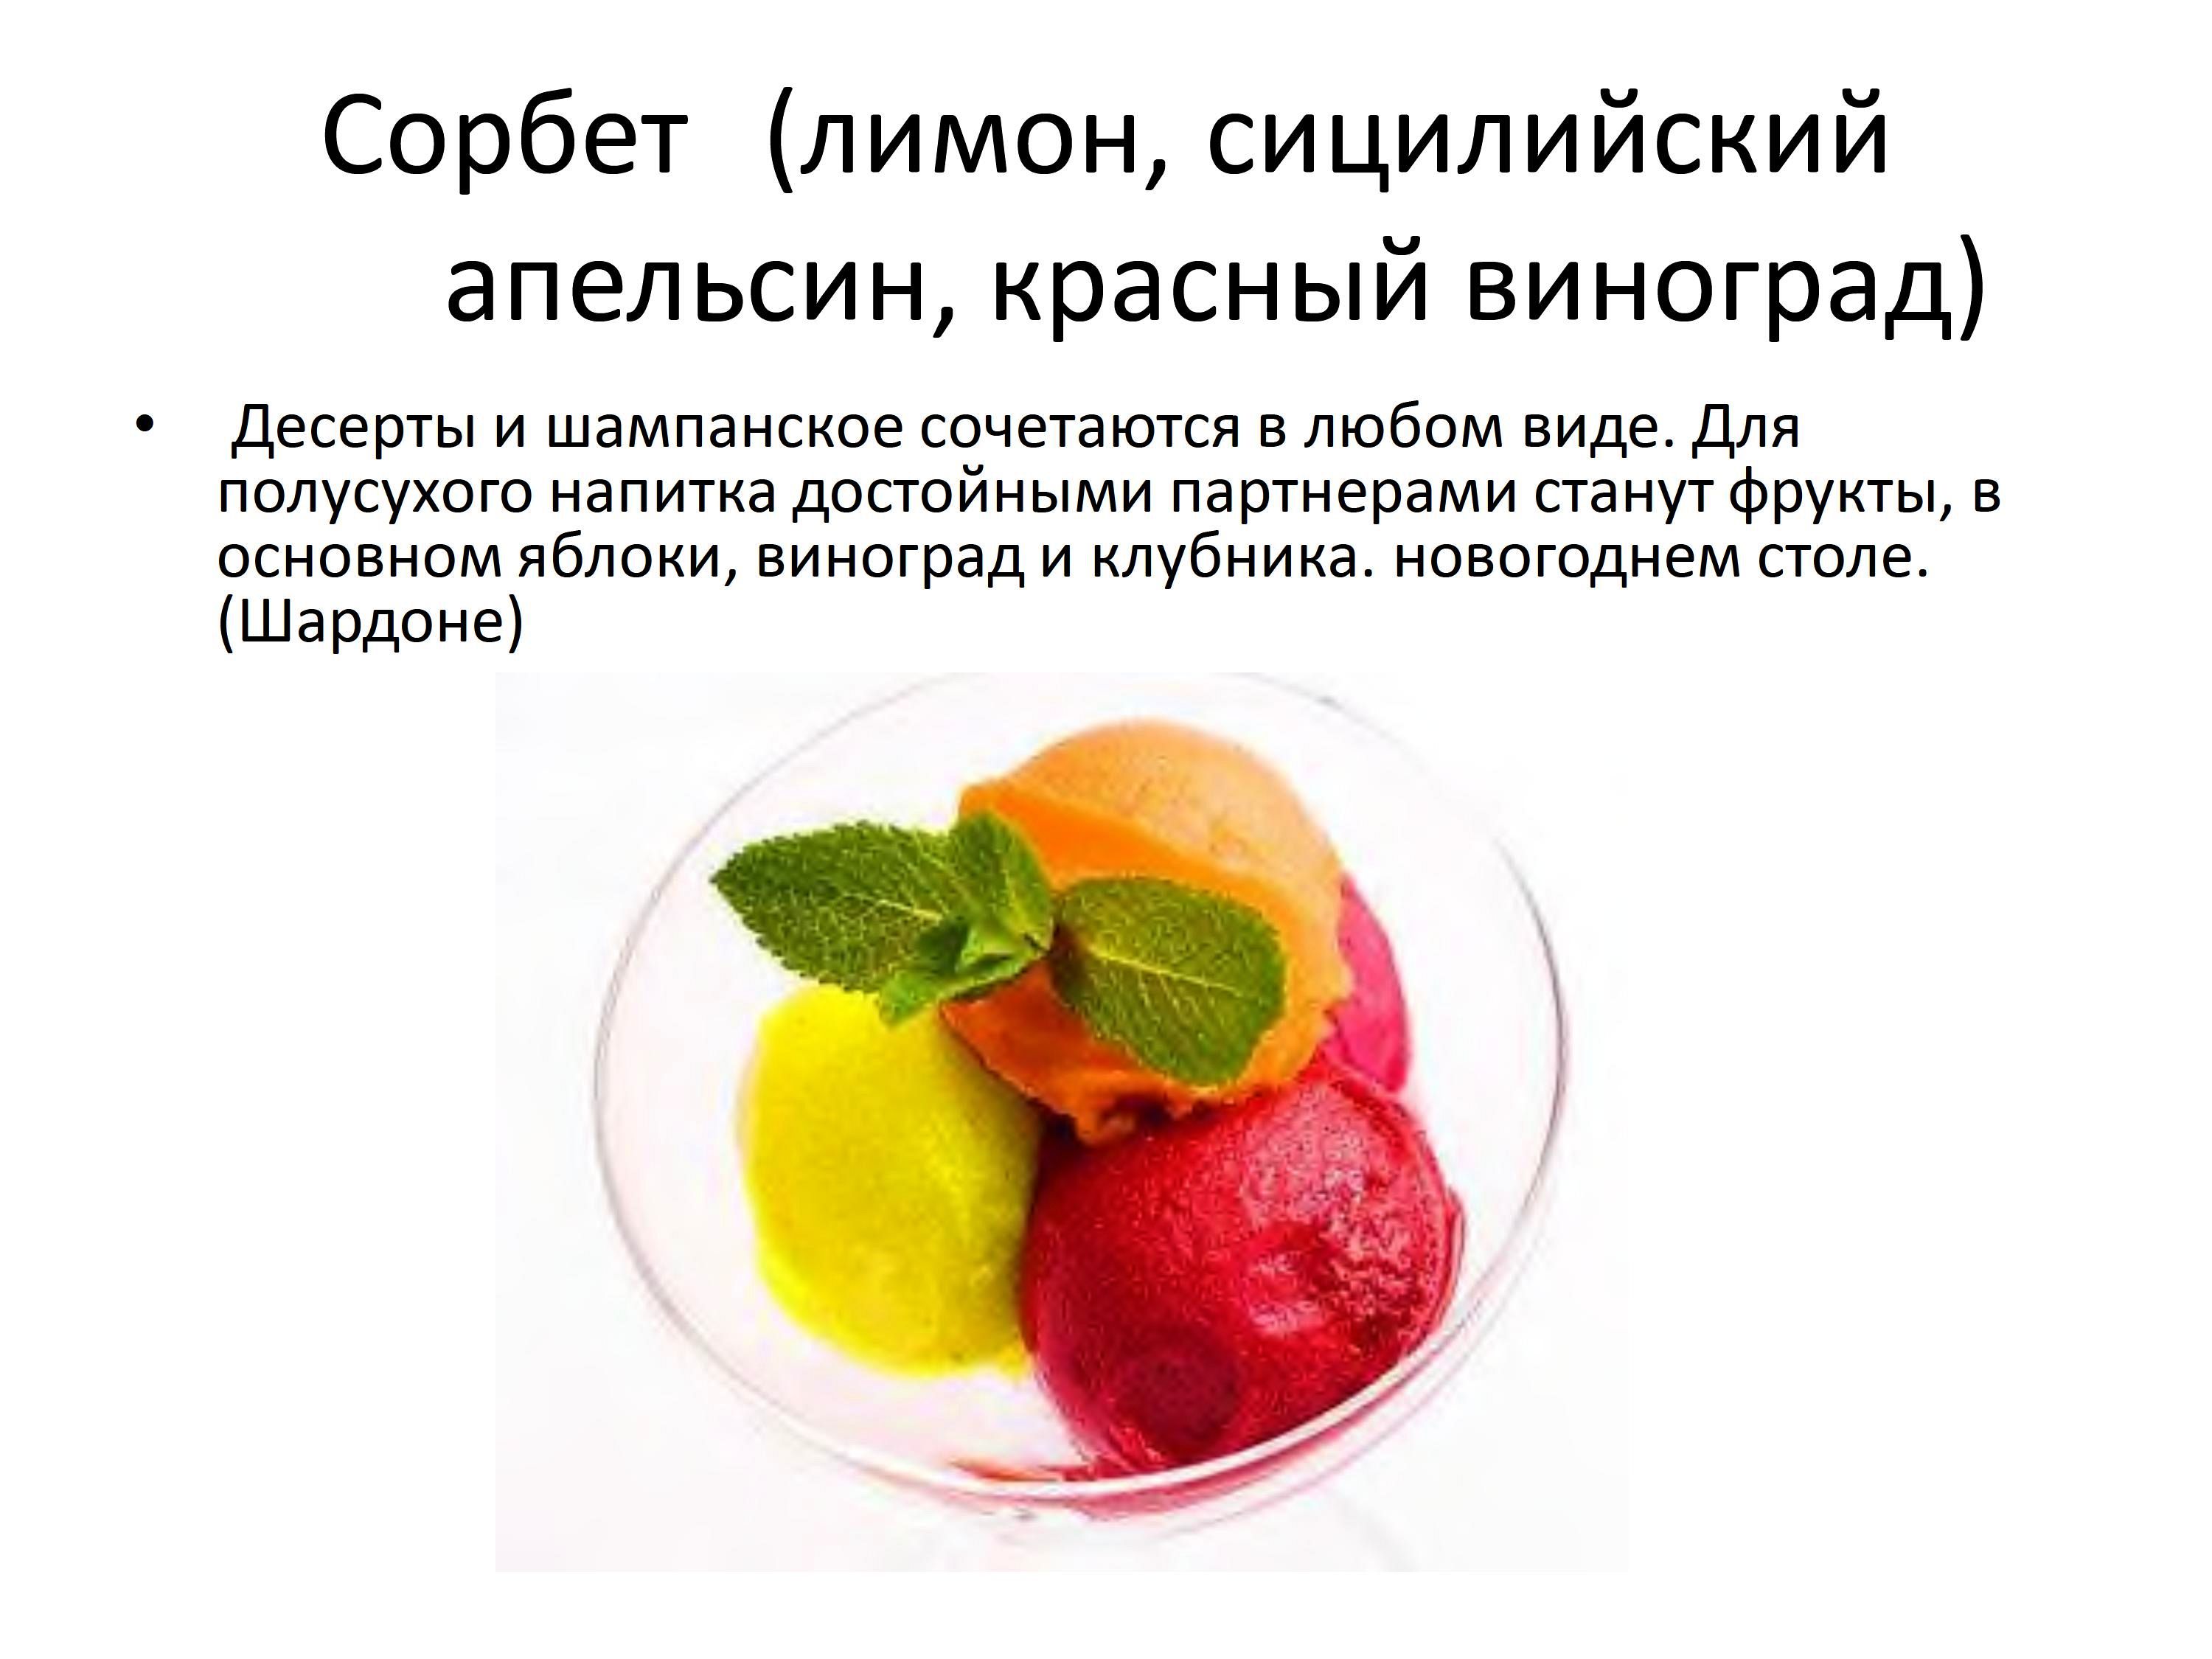 Сорбет (лимон, сицилийский
апельсин, красный виноград)
• Десерты и шампанское сочетаются в любом виде. Для
полусухого напитка достойными партнерами станут фрукты, в
основном яблоки, виноград и клубника. новогоднем столе.
(Шардоне)